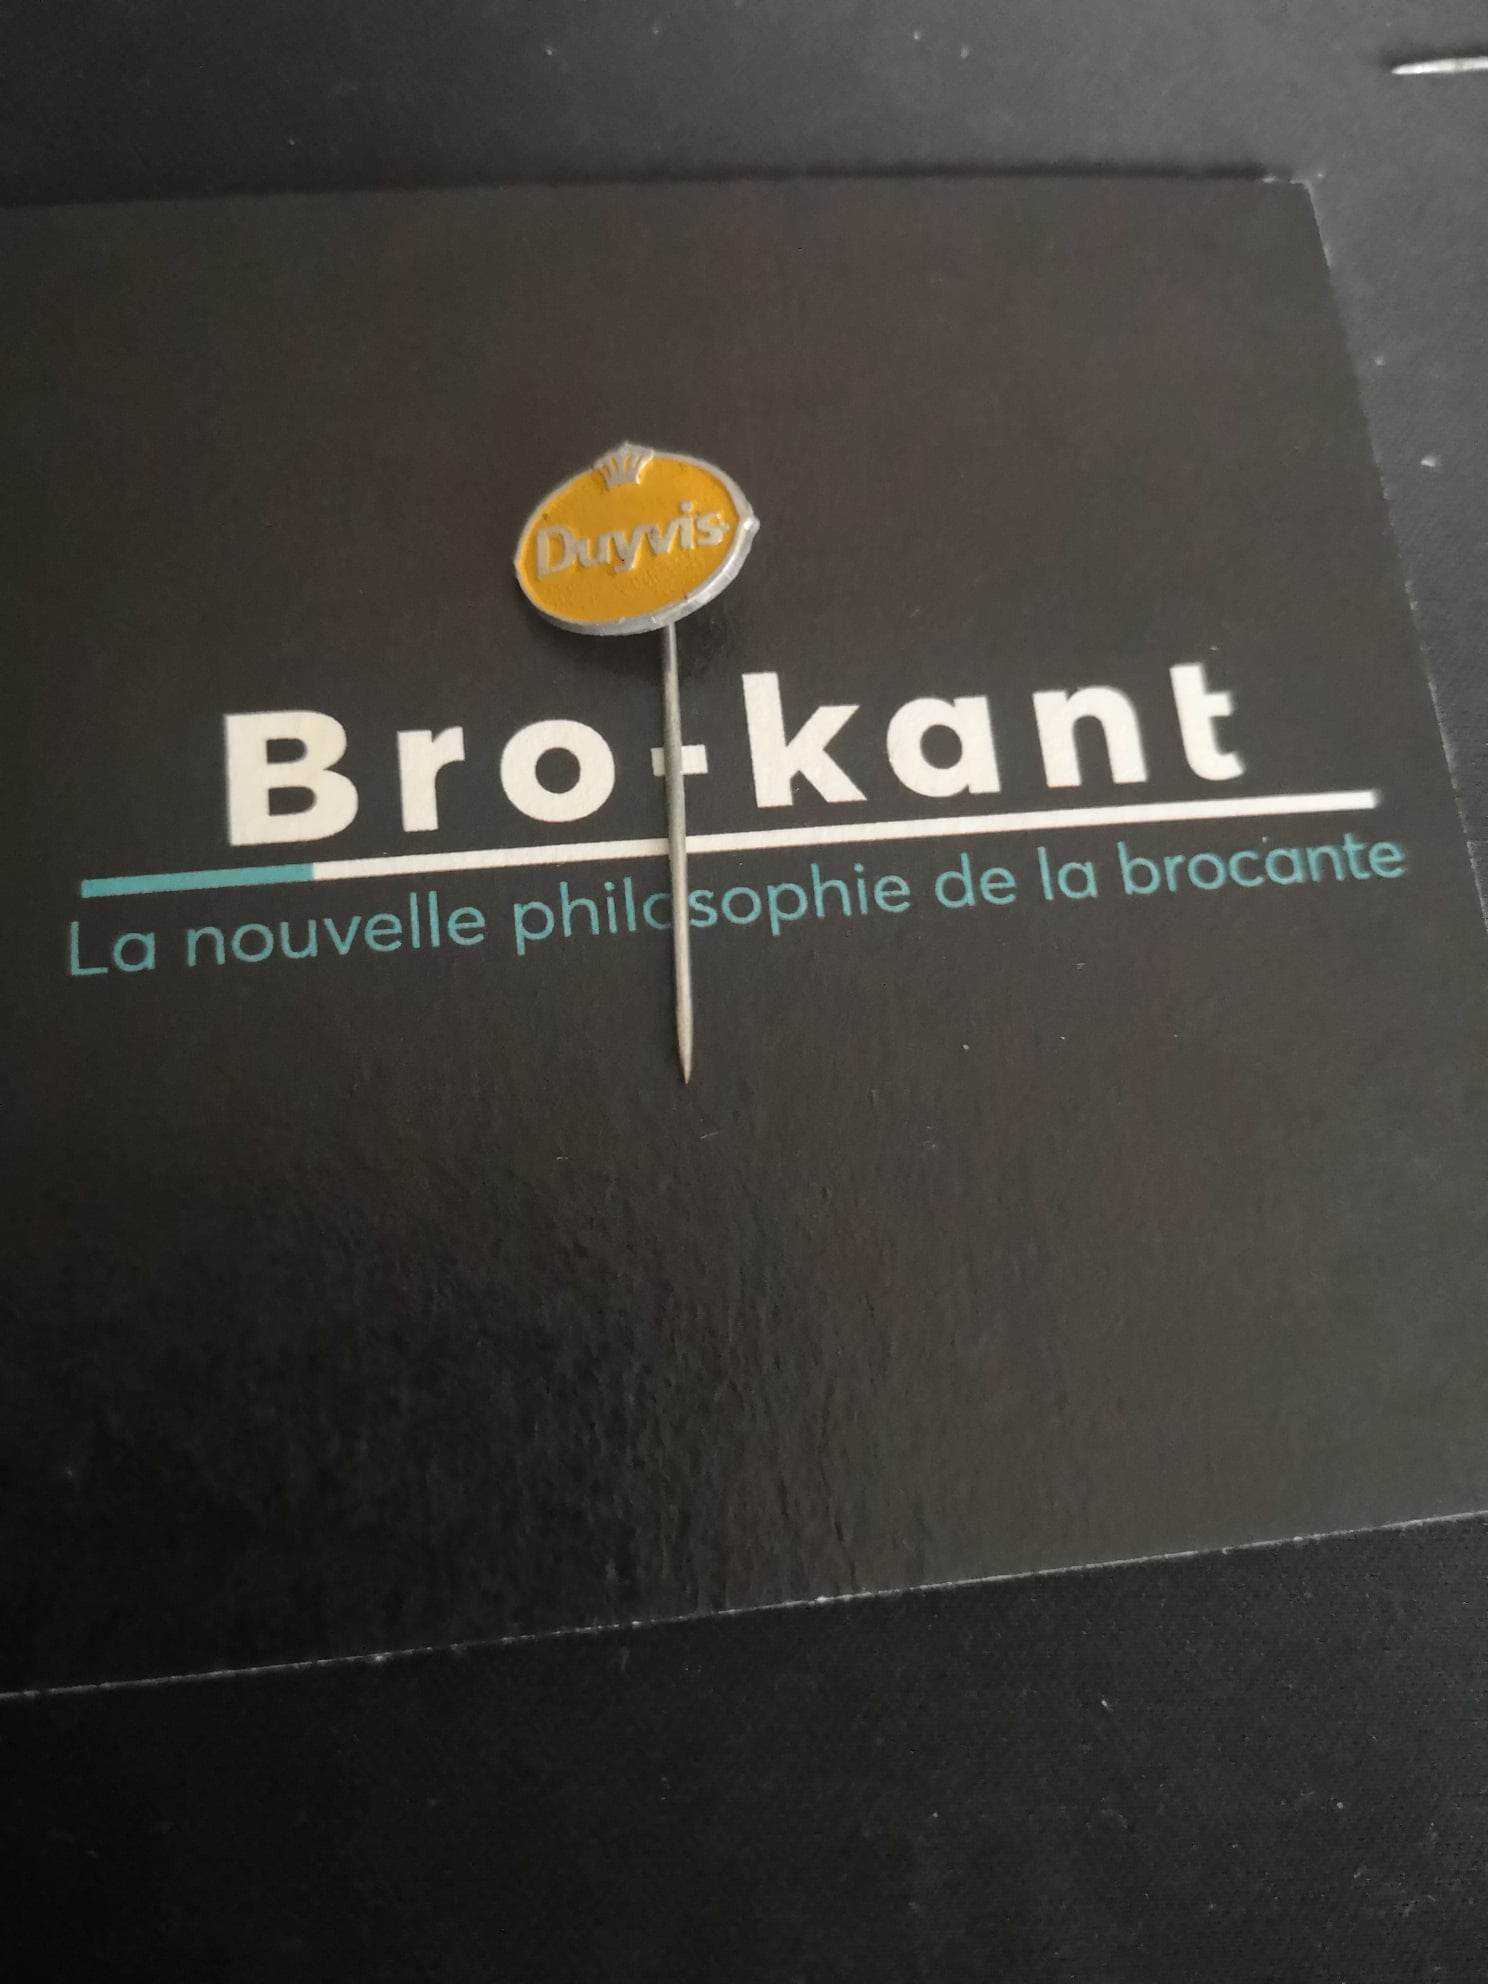 Duyvis
Bro-kant
La nouvelle philosophie de la brocante